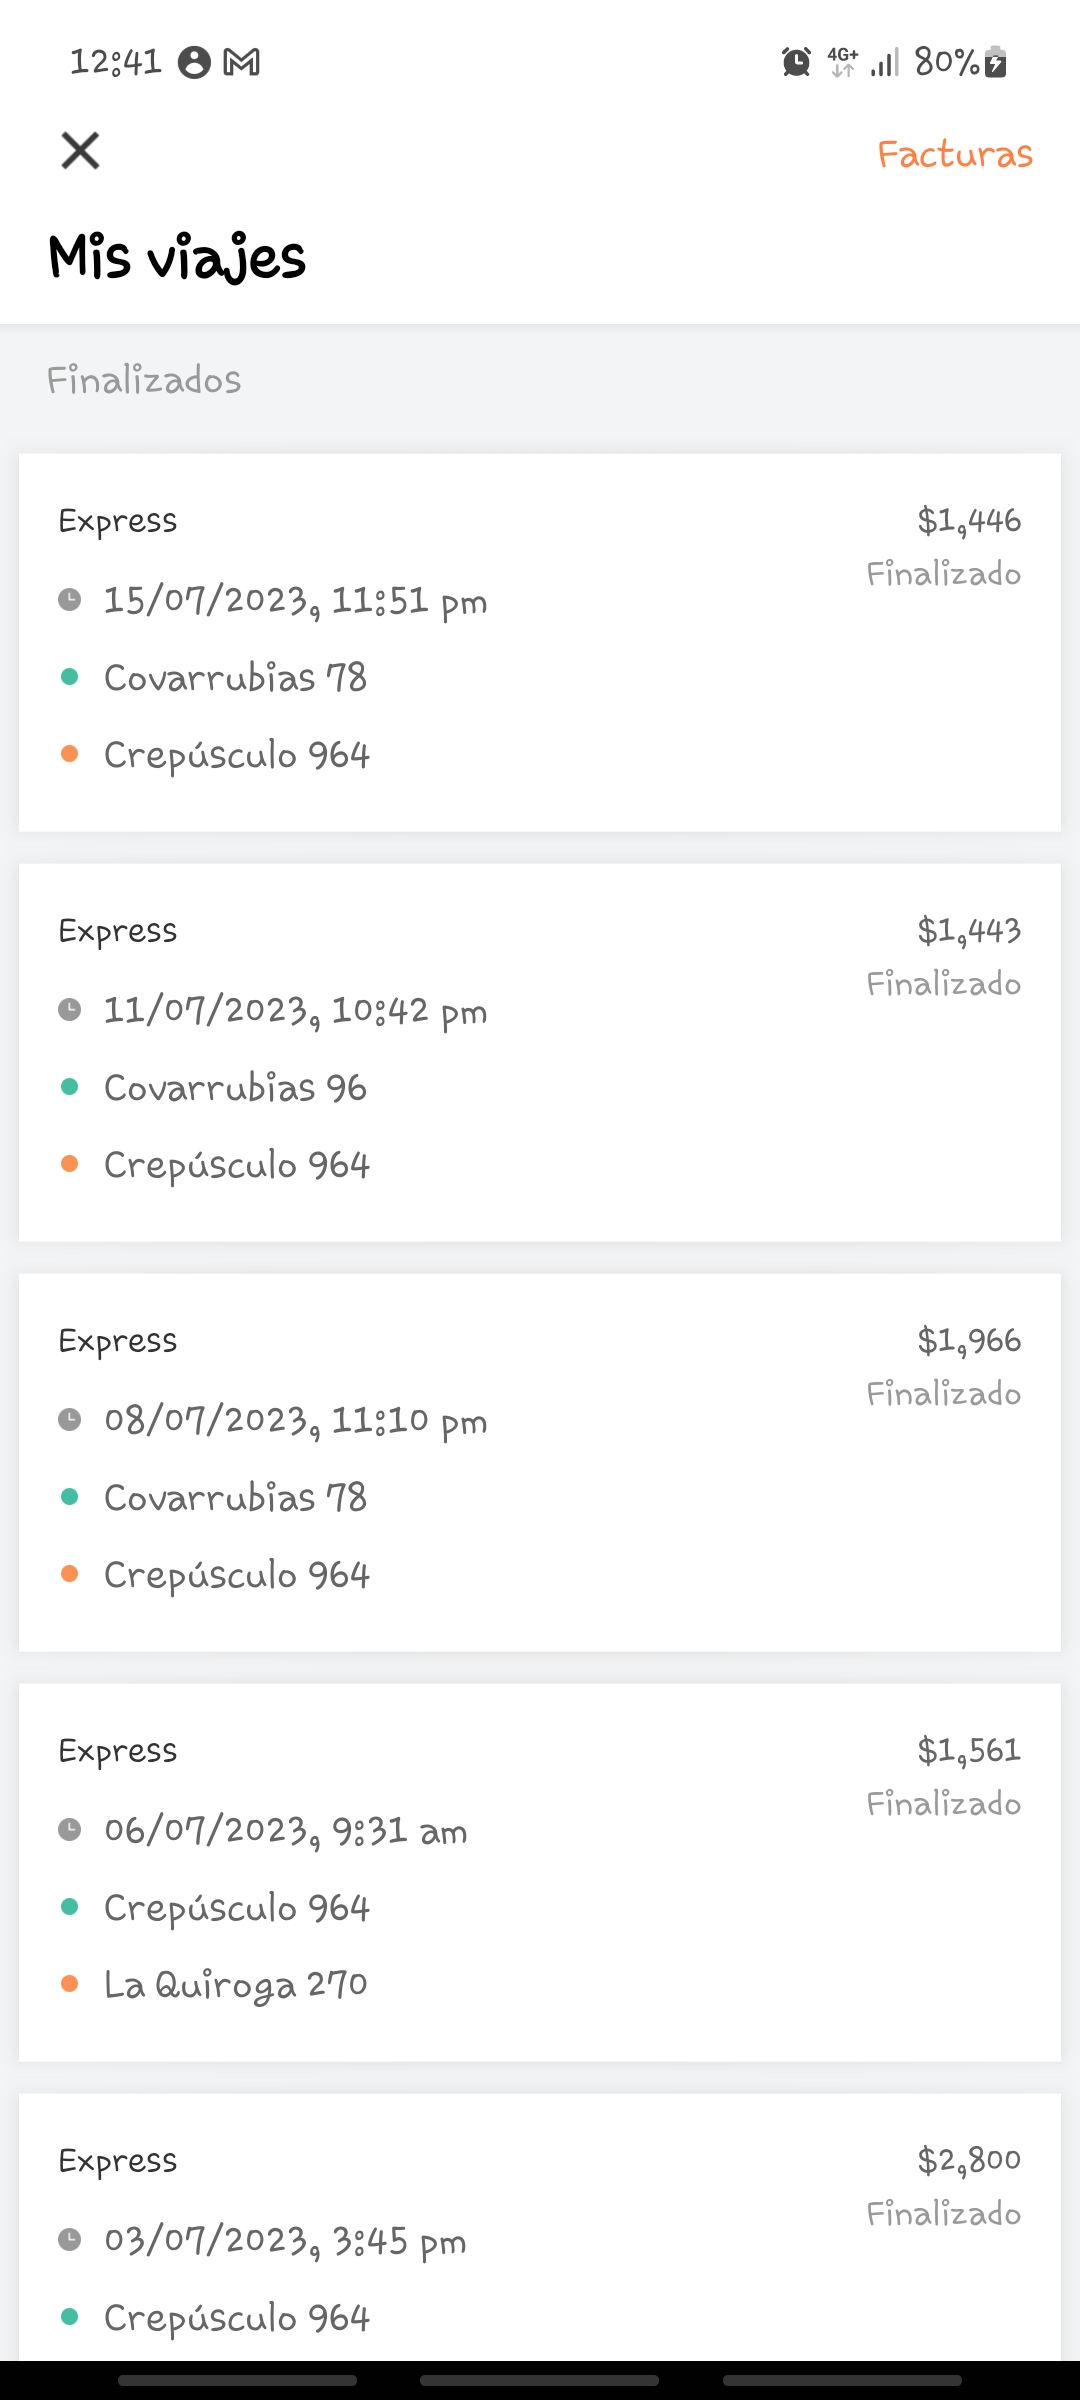 12:41 4G+ 80%
Facturas
Mis viajes
Finalizados
Express $1,446
Finalizado
15/07/2023, 11:51 pm
Covarrubias 78
Crepúsculo 964
Express $1,443
Finalizado
11/07/2023, 10:42 pm
Covarrubias 96
Crepúsculo 964
Express $1,966
Finalizado
08/07/2023, 11:10 pm
Covarrubias 78
Crepúsculo 964
Express $1,561
Finalizado
06/07/2023, 9:31 am
Crepúsculo 964
La Quiroga 270
Express $2,800
Finalizado
03/07/2023, 3:45 pm
Crepúsculo 964